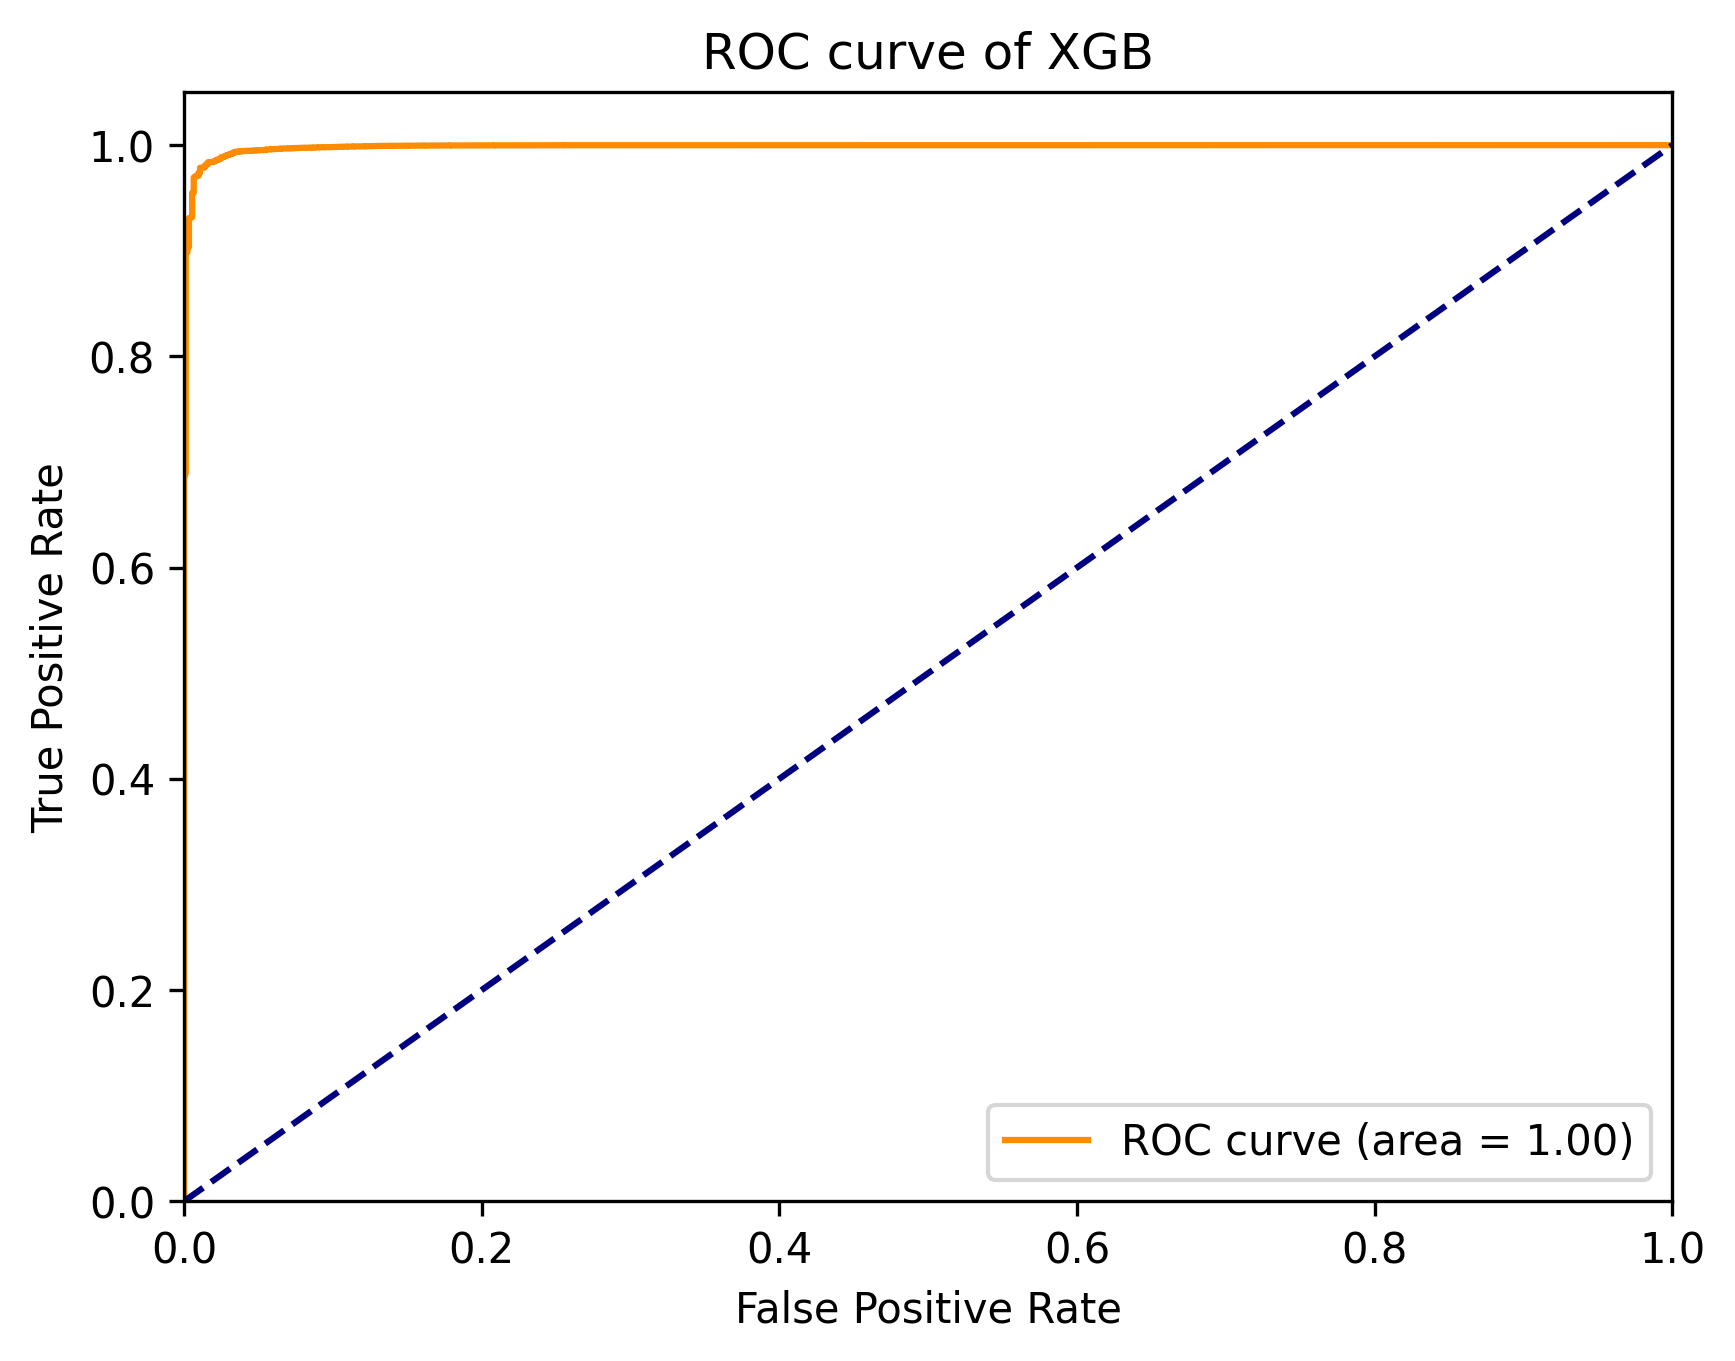 ROC curve of XGB
1.0
0.8
0.6
0.4
0.2
0.0
True Positive Rate
ROC curve (area = 1.00)
0.0 0.2 0.4 0.6 0.8 1.0
False Positive Rate